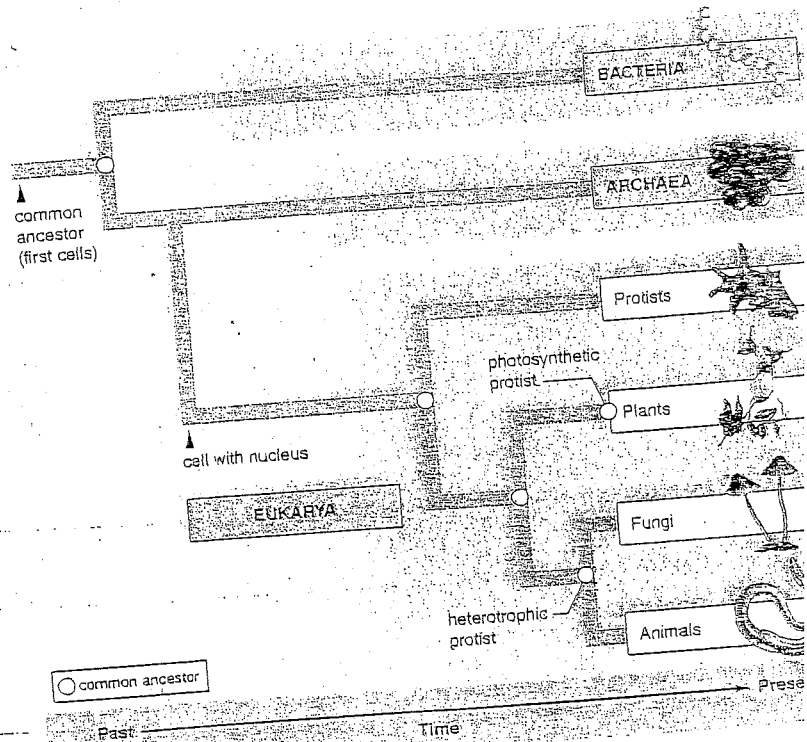 BACTERIA
ARCHAEA
common
ancestor
(first cells)
Protists
photosynthetic
protist
Plants
cell with nucleus
EUKARYA
Fungi
heterotrophic
protist
Animals
common ancestor
Past
Time
Prese